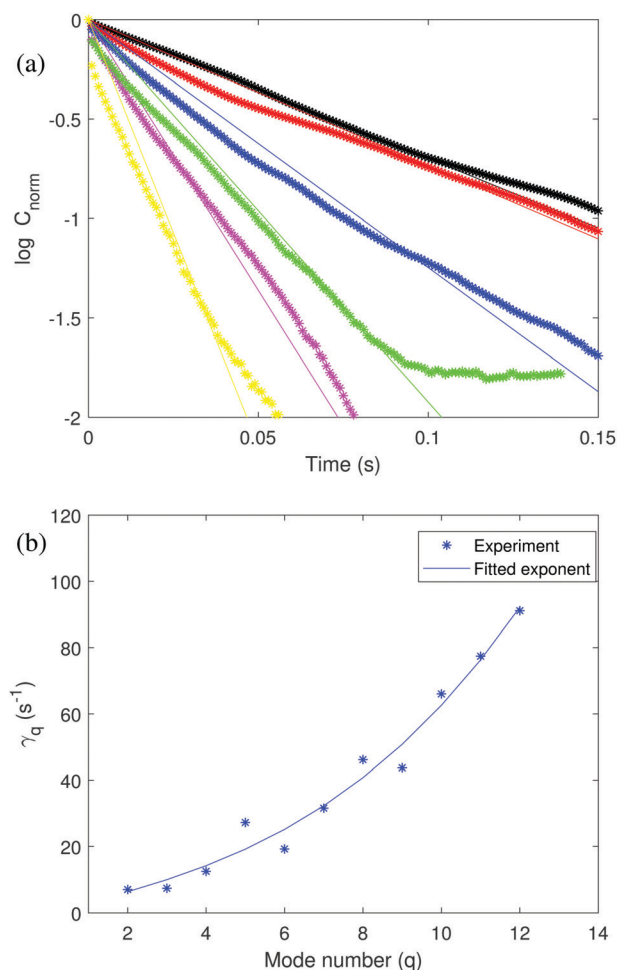 (a)
0
-0.5
-1
-1.5
-2
log C_norm
0 0.05 0.1 0.15
Time (s)
(b)
120
100
80
60
40
20
0
γ_q (s⁻¹)
Experiment
Fitted exponent
2 4 6 8 10 12 14
Mode number (q)